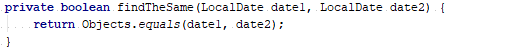 private boolean findTheSame(LocalDate date1, LocalDate date2) {
return Objects.equals(date1, date2);
}